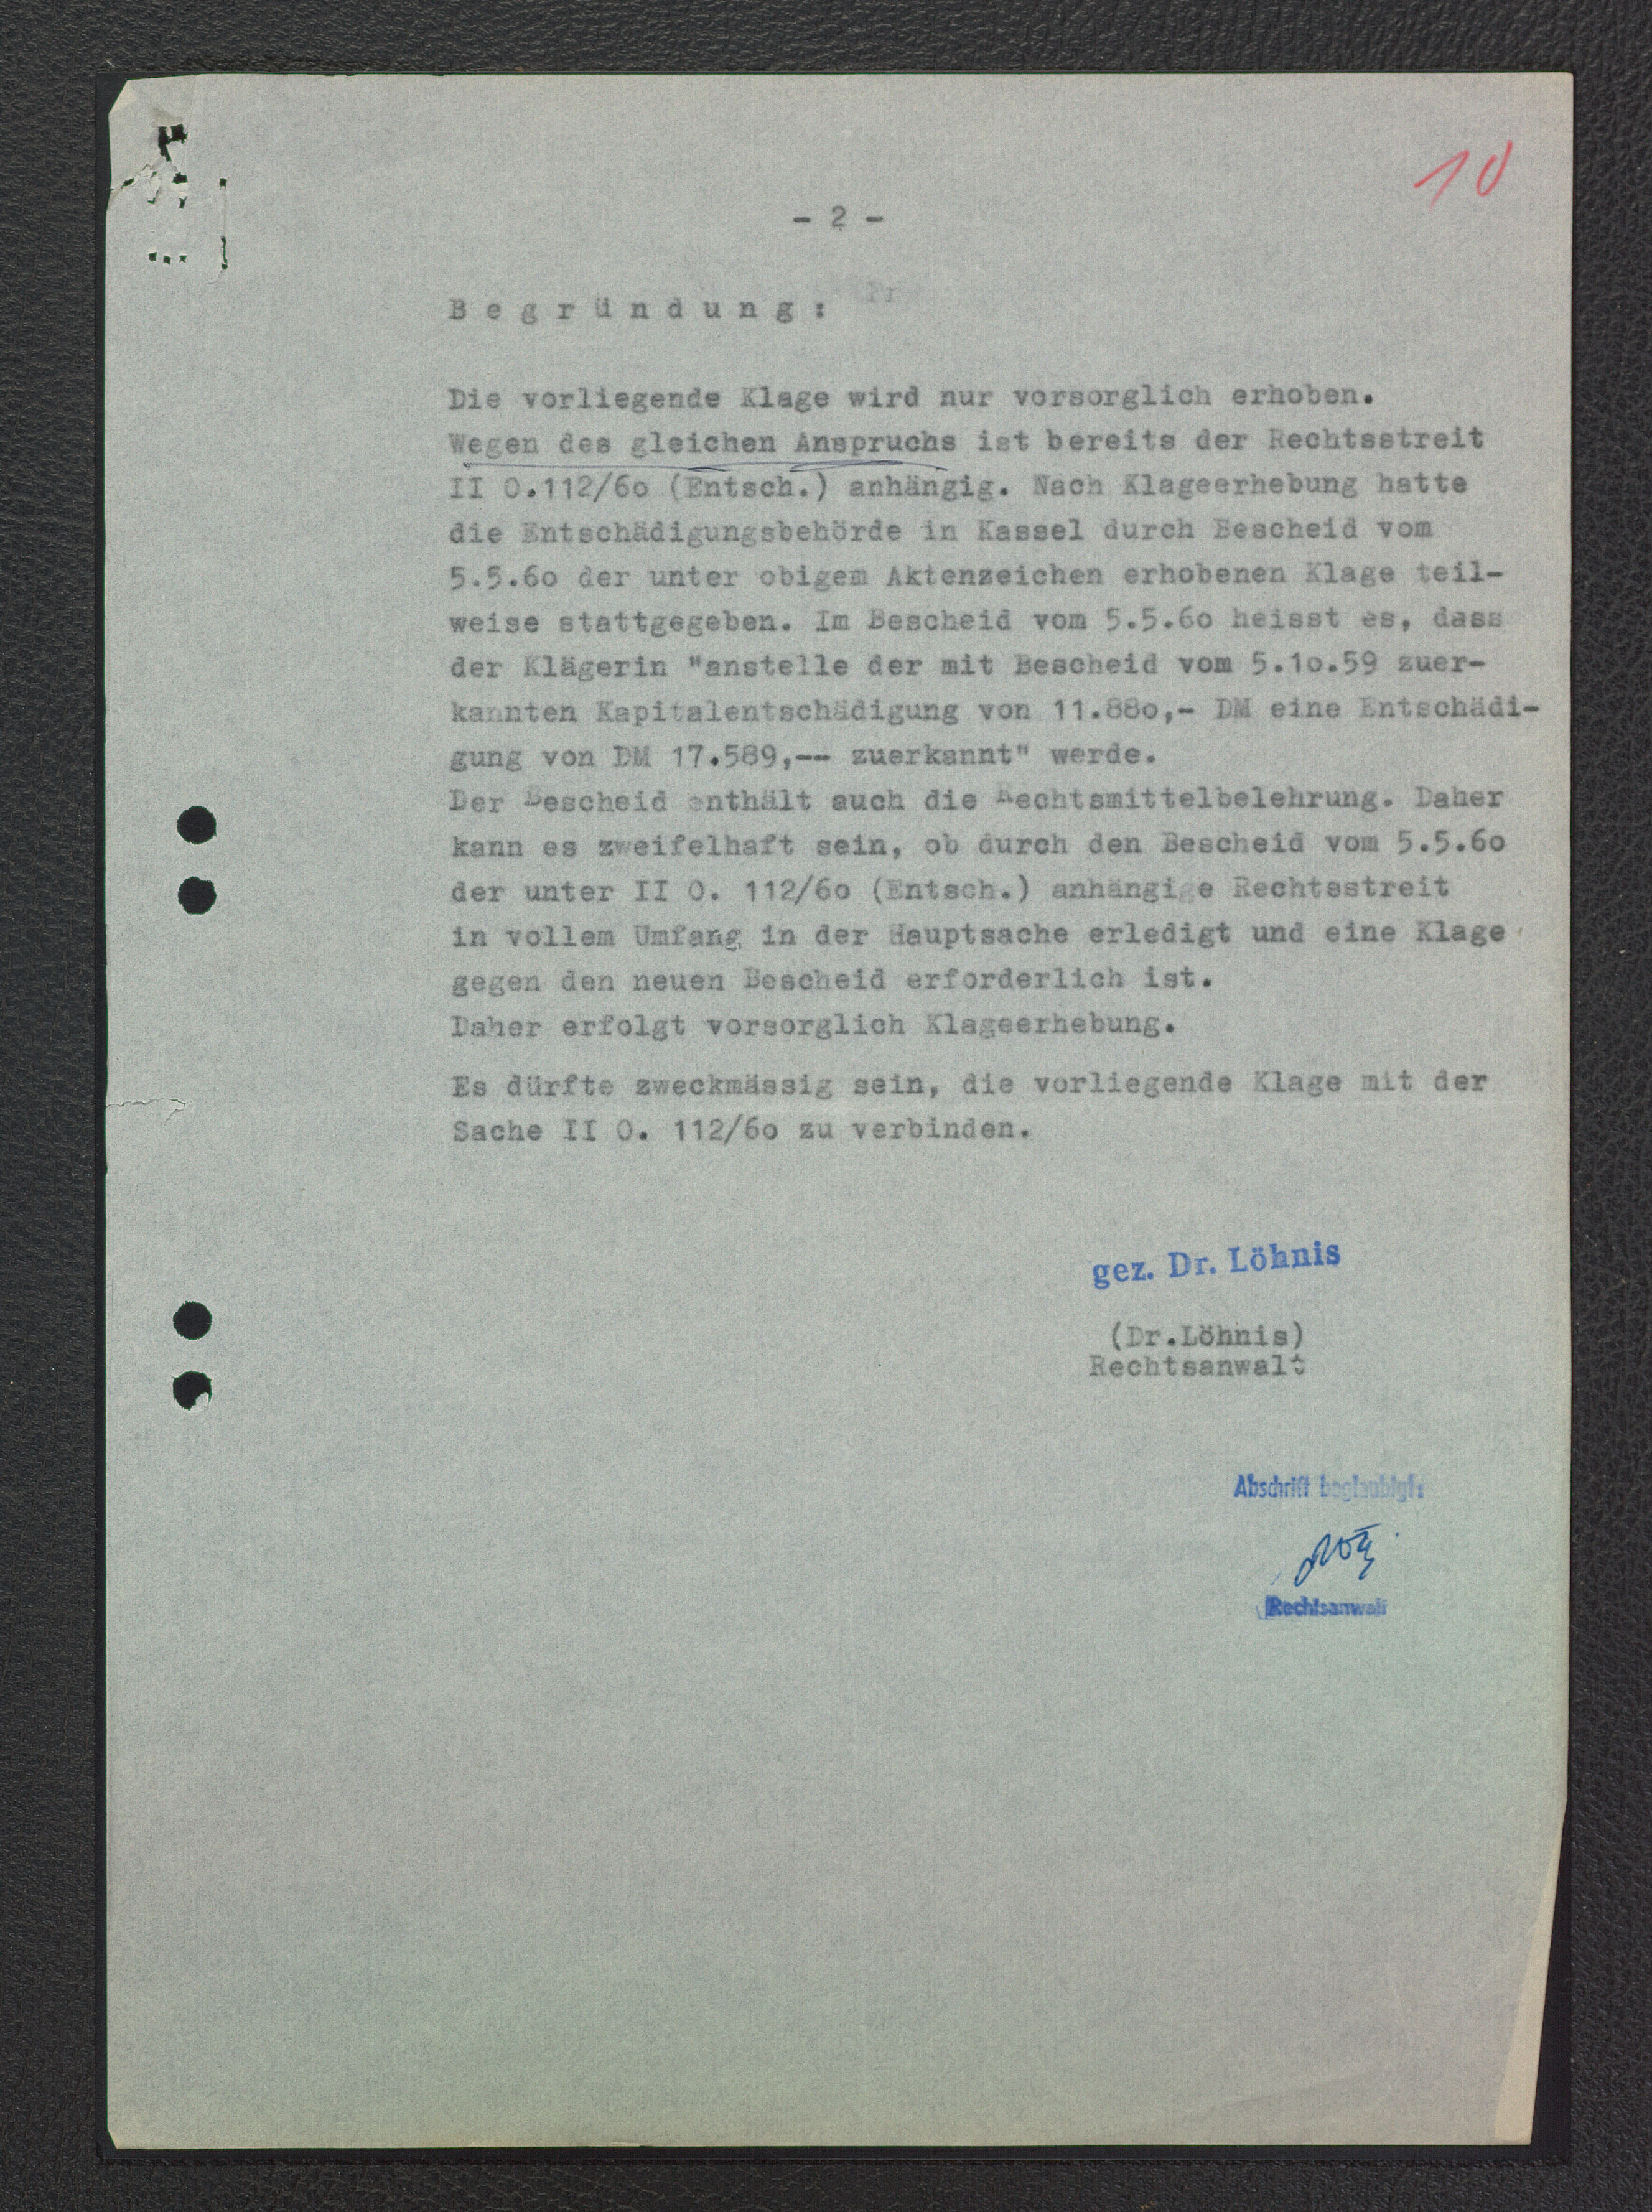 10
- 2 -
B e g r ü n d u n g :
Die vorliegende Klage wird nur vorsorglich erhoben.
Wegen des gleichen Anspruchs ist bereits der Rechtsstreit
II O.112/6o (Entsch.) anhängig. Nach Klageerhebung hatte
die Entschädigungsbehörde in Kassel durch Bescheid vom
5.5.6o der unter obigem Aktenzeichen erhobenen Klage teil-
weise stattgegeben. Im Bescheid vom 5.5.6o heisst es, dass
der Klägerin "anstelle der mit Bescheid vom 5.1o.59 zuer-
kannten Kapitalentschädigung von 11.88o,- DM eine Entschädi-
gung von DM 17.589,-- zuerkannt" werde.
Der Bescheid enthält auch die Rechtsmittelbelehrung. Daher
kann es zweifelhaft sein, ob durch den Bescheid vom 5.5.6o
der unter II O. 112/6o (Entsch.) anhängige Rechtsstreit
in vollem Umfang in der Hauptsache erledigt und eine Klage
gegen den neuen Bescheid erforderlich ist.
Daher erfolgt vorsorglich Klageerhebung.
Es dürfte zweckmässig sein, die vorliegende Klage mit der
Sache II O. 112/6o zu verbinden.
gez. Dr. Löhnis
(Dr.Löhnis)
Rechtsanwalt
Abschrift beglaubigt:
Rechtsanwalt